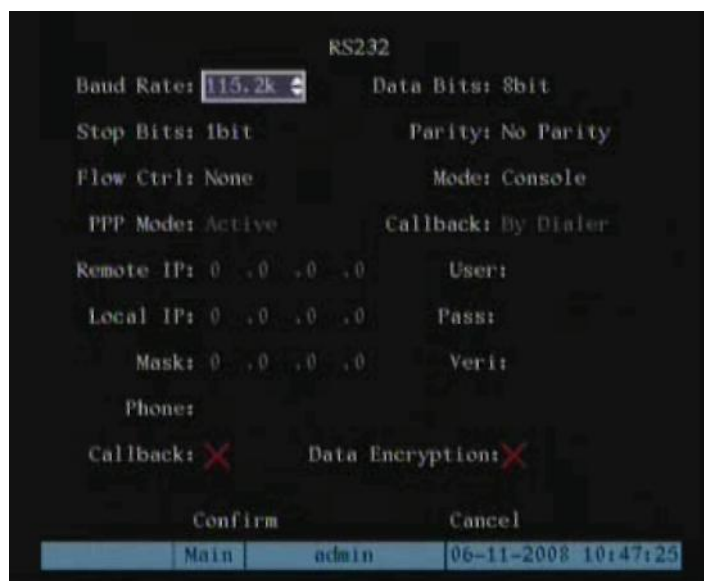 RS232
Baud Rate: 115.2k Data Bits: 8bit
Stop Bits: 1bit Parity: No Parity
Flow Ctrl: None Mode: Console
PPP Mode: Active Callback: By Dialer
Remote IP: 0 .0 .0 .0 User:
Local IP: 0 .0 .0 .0 Pass:
Mask: 0 .0 .0 .0 Veri:
Phone:
Callback: Data Encryption:
Confirm Cancel
Main admin 06-11-2008 10:47:25